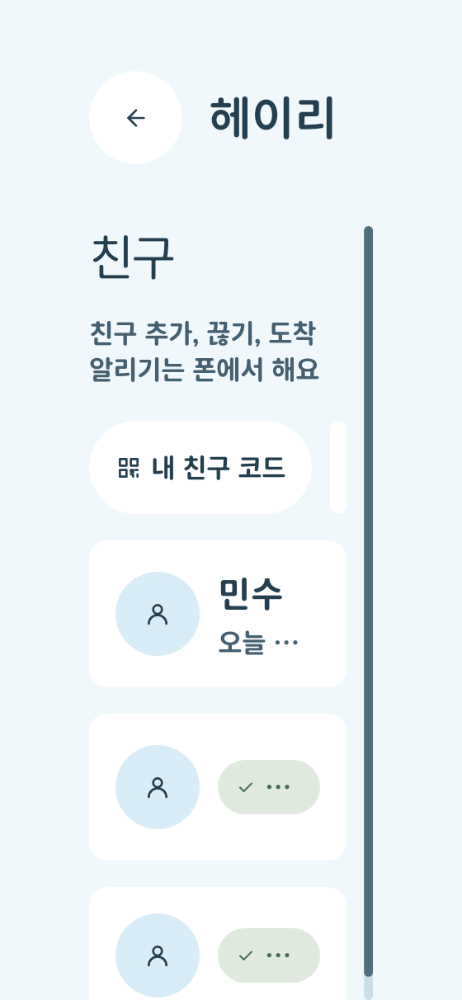 헤이리
친구
친구 추가, 끊기, 도착
알리기는 폰에서 해요
내 친구 코드
민수
오늘 ···
···
···